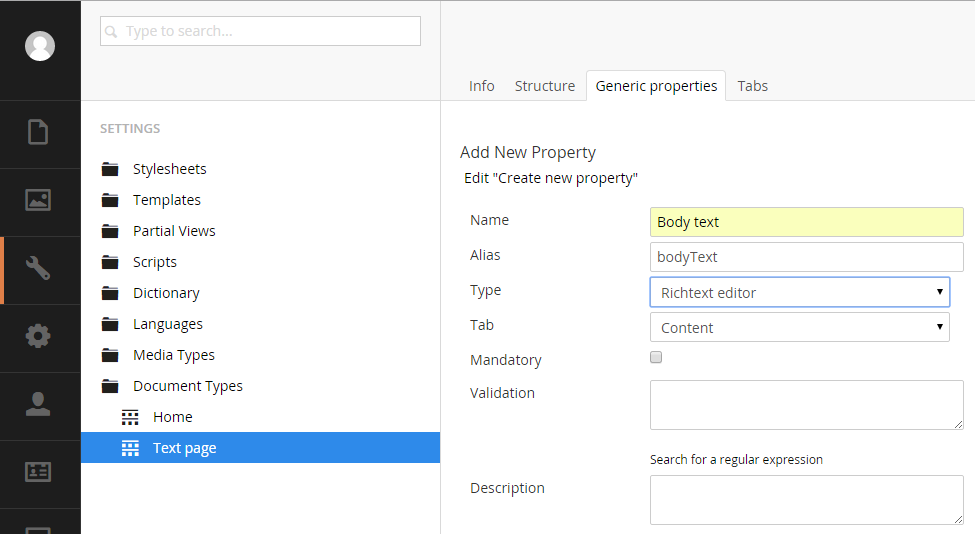 Type to search...
SETTINGS
Stylesheets
Templates
Partial Views
Scripts
Dictionary
Languages
Media Types
Document Types
Home
Text page
Info Structure Generic properties Tabs
Add New Property
Edit "Create new property"
Name Body text
Alias bodyText
Type Richtext editor
Tab Content
Mandatory
Validation
Search for a regular expression
Description